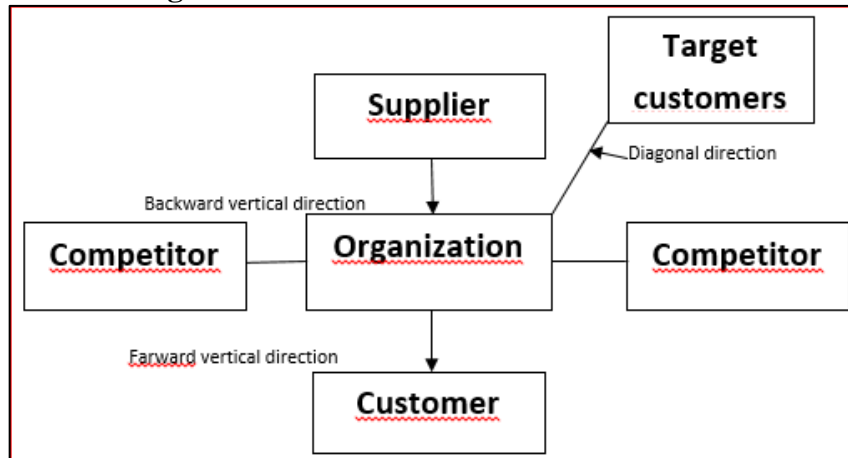 Target
customers
Supplier
Diagonal direction
Backward vertical direction
Competitor
Organization
Competitor
Farward vertical direction
Customer